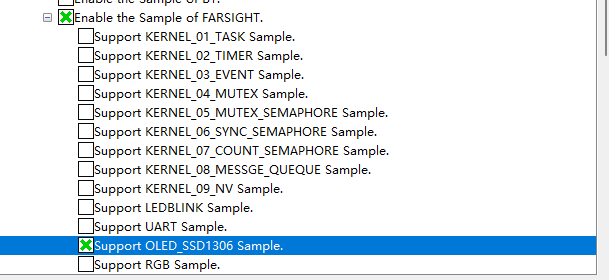 Enable the Sample of BT.
Enable the Sample of FARSIGHT.
Support KERNEL_01_TASK Sample.
Support KERNEL_02_TIMER Sample.
Support KERNEL_03_EVENT Sample.
Support KERNEL_04_MUTEX Sample.
Support KERNEL_05_MUTEX_SEMAPHORE Sample.
Support KERNEL_06_SYNC_SEMAPHORE Sample.
Support KERNEL_07_COUNT_SEMAPHORE Sample.
Support KERNEL_08_MESSGE_QUEQUE Sample.
Support KERNEL_09_NV Sample.
Support LEDBLINK Sample.
Support UART Sample.
Support OLED_SSD1306 Sample.
Support RGB Sample.